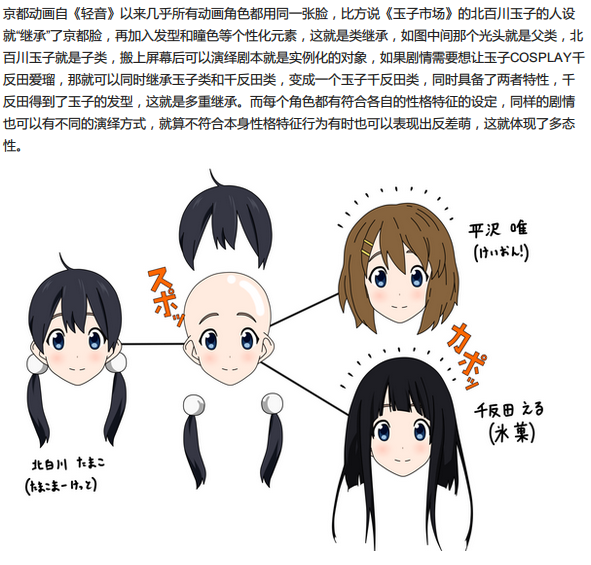 京都动画自《轻音》以来几乎所有动画角色都用同一张脸，比方说《玉子市场》的北百川玉子的人设
就“继承”了京都脸，再加入发型和瞳色等个性化元素，这就是类继承，如图中间那个光头就是父类，北
百川玉子就是子类，搬上屏幕后可以演绎剧本就是实例化的对象，如果剧情需要想让玉子COSPLAY千
反田爱瑠，那就可以同时继承玉子类和千反田类，变成一个玉子千反田类，同时具备了两者特性，千
反田得到了玉子的发型，这就是多重继承。而每个角色都有符合各自的性格特征的设定，同样的剧情
也可以有不同的演绎方式，就算不符合本身性格特征行为有时也可以表现出反差萌，这就体现了多态
性。
平沢 唯
(けいおん!)
スポッ
カポッ
千反田 える
(氷菓)
北白川 たまこ
(たまこまーけっと)